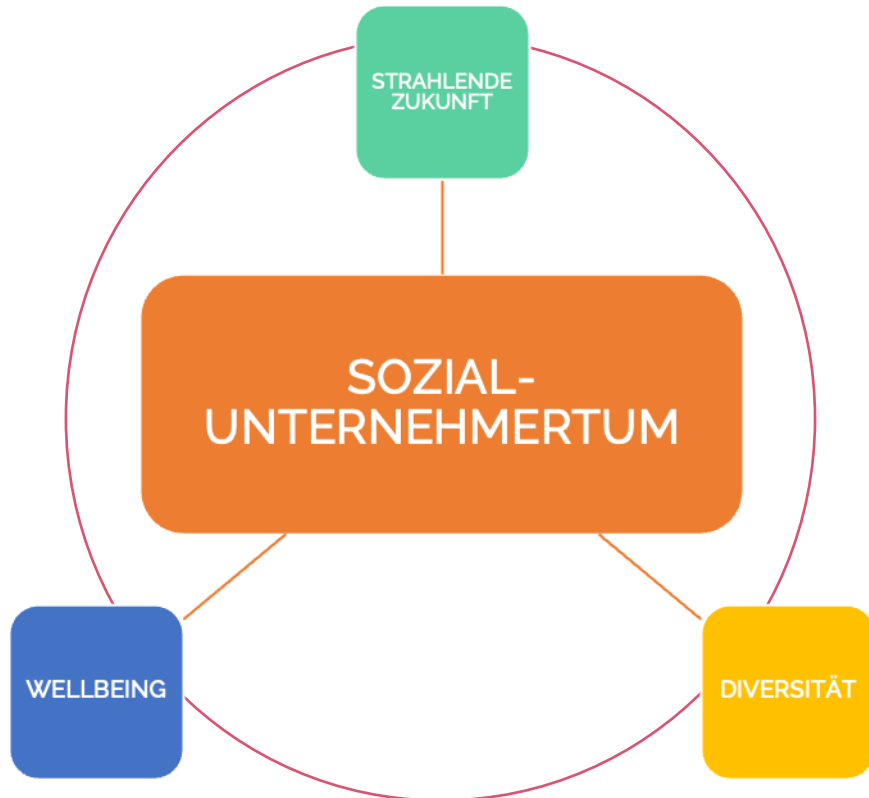 STRAHLENDE
ZUKUNFT
SOZIAL-
UNTERNEHMERTUM
WELLBEING
DIVERSITÄT